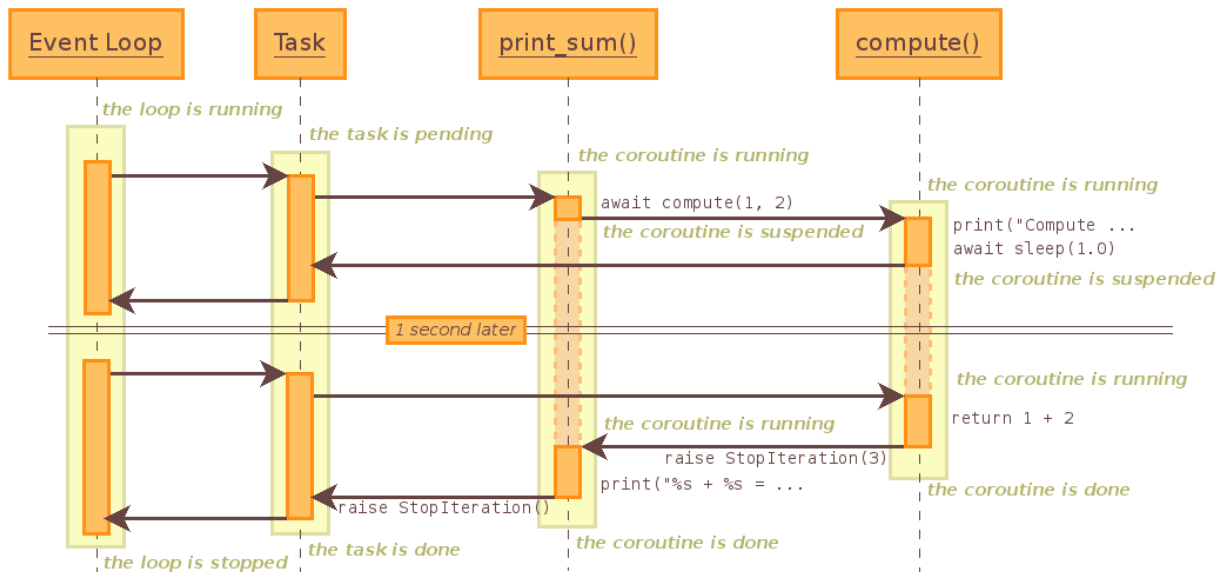 Event Loop
Task
print_sum()
compute()
the loop is running
the task is pending
the coroutine is running
the coroutine is running
await compute(1, 2)
print("Compute ...
the coroutine is suspended
await sleep(1.0)
the coroutine is suspended
1 second later
the coroutine is running
return 1 + 2
the coroutine is running
raise StopIteration(3)
print("%s + %s = ...
the coroutine is done
raise StopIteration()
the coroutine is done
the task is done
the loop is stopped